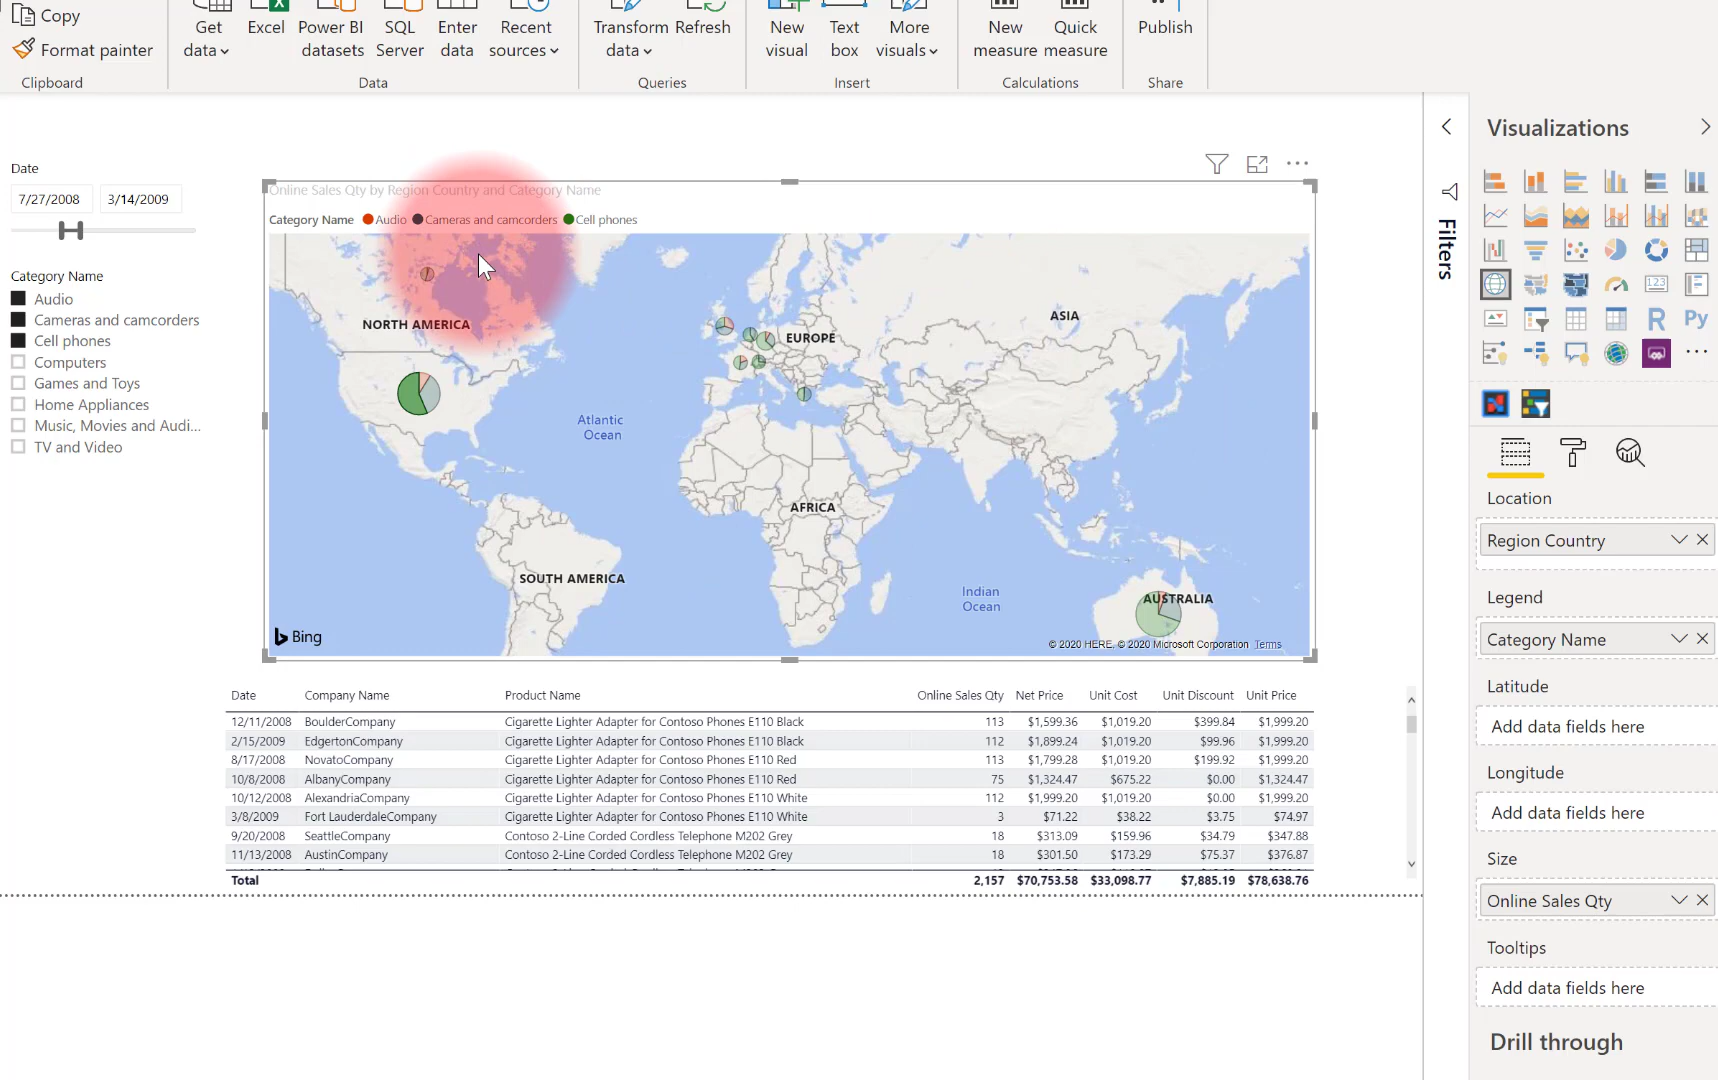 Copy
Format painter
Clipboard
Get data
Excel
Power BI datasets
SQL Server
Enter data
Recent sources
Data
Transform data
Refresh
Queries
New visual
Text box
More visuals
Insert
New measure
Quick measure
Calculations
Publish
Share
Date
7/27/2008 3/14/2009
Category Name
Audio
Cameras and camcorders
Cell phones
Computers
Games and Toys
Home Appliances
Music, Movies and Audi...
TV and Video
Online Sales Qty by Region Country and Category Name
Category Name Audio Cameras and camcorders Cell phones
NORTH AMERICA
EUROPE
ASIA
Atlantic
Ocean
AFRICA
SOUTH AMERICA
Indian
Ocean
AUSTRALIA
Bing
© 2020 HERE, © 2020 Microsoft Corporation Terms
Date Company Name Product Name Online Sales Qty Net Price Unit Cost Unit Discount Unit Price
12/11/2008 BoulderCompany Cigarette Lighter Adapter for Contoso Phones E110 Black 113 $1,599.36 $1,019.20 $399.84 $1,999.20
2/15/2009 EdgertonCompany Cigarette Lighter Adapter for Contoso Phones E110 Black 112 $1,899.24 $1,019.20 $99.96 $1,999.20
8/17/2008 NovatoCompany Cigarette Lighter Adapter for Contoso Phones E110 Red 113 $1,799.28 $1,019.20 $199.92 $1,999.20
10/8/2008 AlbanyCompany Cigarette Lighter Adapter for Contoso Phones E110 Red 75 $1,324.47 $675.22 $0.00 $1,324.47
10/12/2008 AlexandriaCompany Cigarette Lighter Adapter for Contoso Phones E110 White 112 $1,999.20 $1,019.20 $0.00 $1,999.20
3/8/2009 Fort LauderdaleCompany Cigarette Lighter Adapter for Contoso Phones E110 White 3 $71.22 $38.22 $3.75 $74.97
9/20/2008 SeattleCompany Contoso 2-Line Corded Cordless Telephone M202 Grey 18 $313.09 $159.96 $34.79 $347.88
11/13/2008 AustinCompany Contoso 2-Line Corded Cordless Telephone M202 Grey 18 $301.50 $173.29 $75.37 $376.87
Total 2,157 $70,753.58 $33,098.77 $7,885.19 $78,638.76
Filters
Visualizations
123
R
Py
Location
Region Country
Legend
Category Name
Latitude
Add data fields here
Longitude
Add data fields here
Size
Online Sales Qty
Tooltips
Add data fields here
Drill through